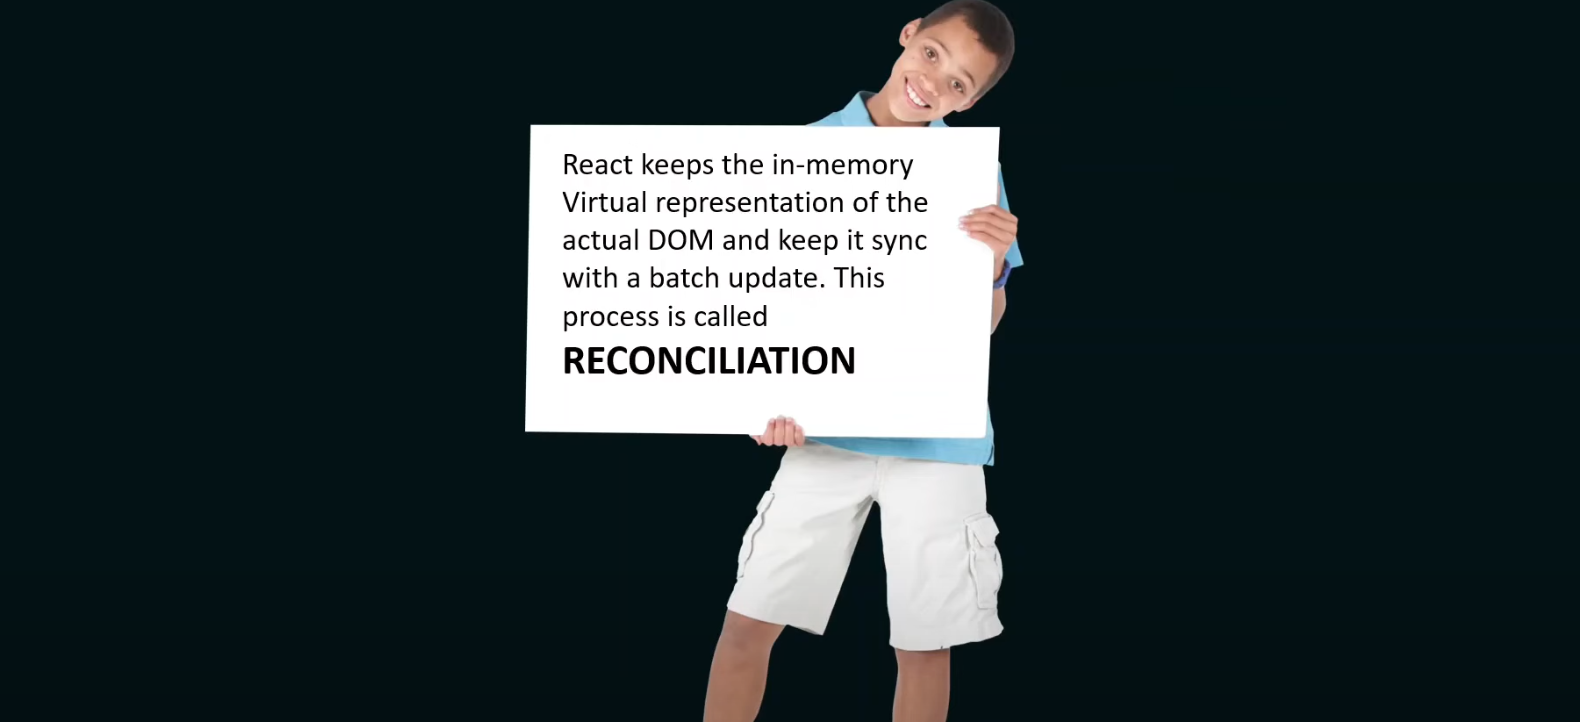 React keeps the in-memory
Virtual representation of the
actual DOM and keep it sync
with a batch update. This
process is called
RECONCILIATION